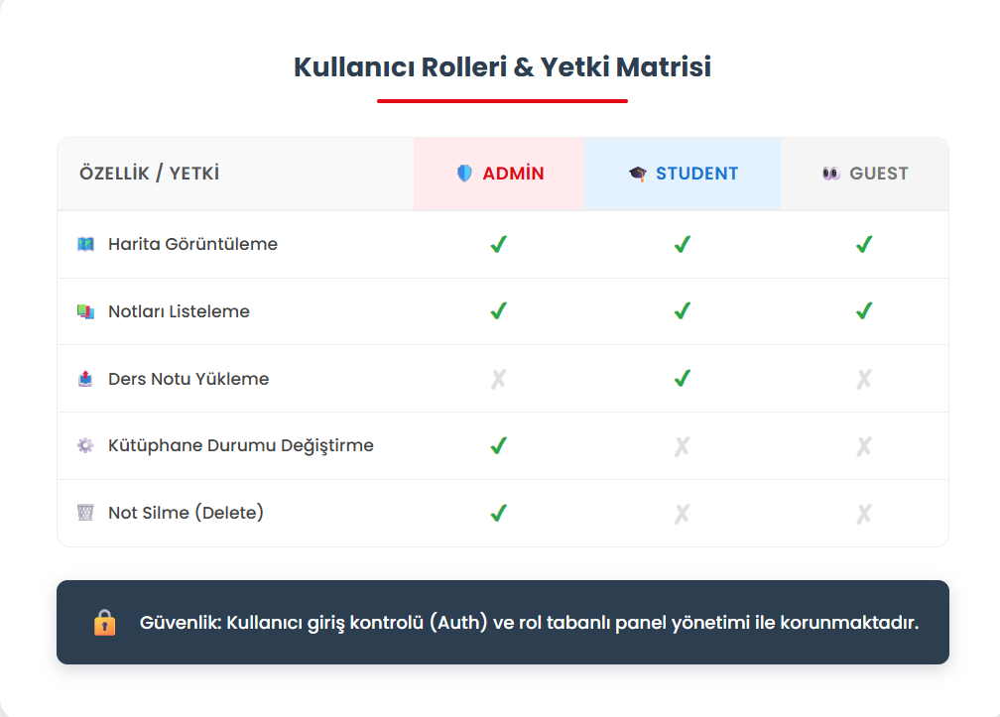 Kullanıcı Rolleri & Yetki Matrisi
ÖZELLİK / YETKİ ADMİN STUDENT GUEST
Harita Görüntüleme ✔ ✔ ✔
Notları Listeleme ✔ ✔ ✔
Ders Notu Yükleme ✘ ✔ ✘
Kütüphane Durumu Değiştirme ✔ ✘ ✘
Not Silme (Delete) ✔ ✘ ✘
Güvenlik: Kullanıcı giriş kontrolü (Auth) ve rol tabanlı panel yönetimi ile korunmaktadır.